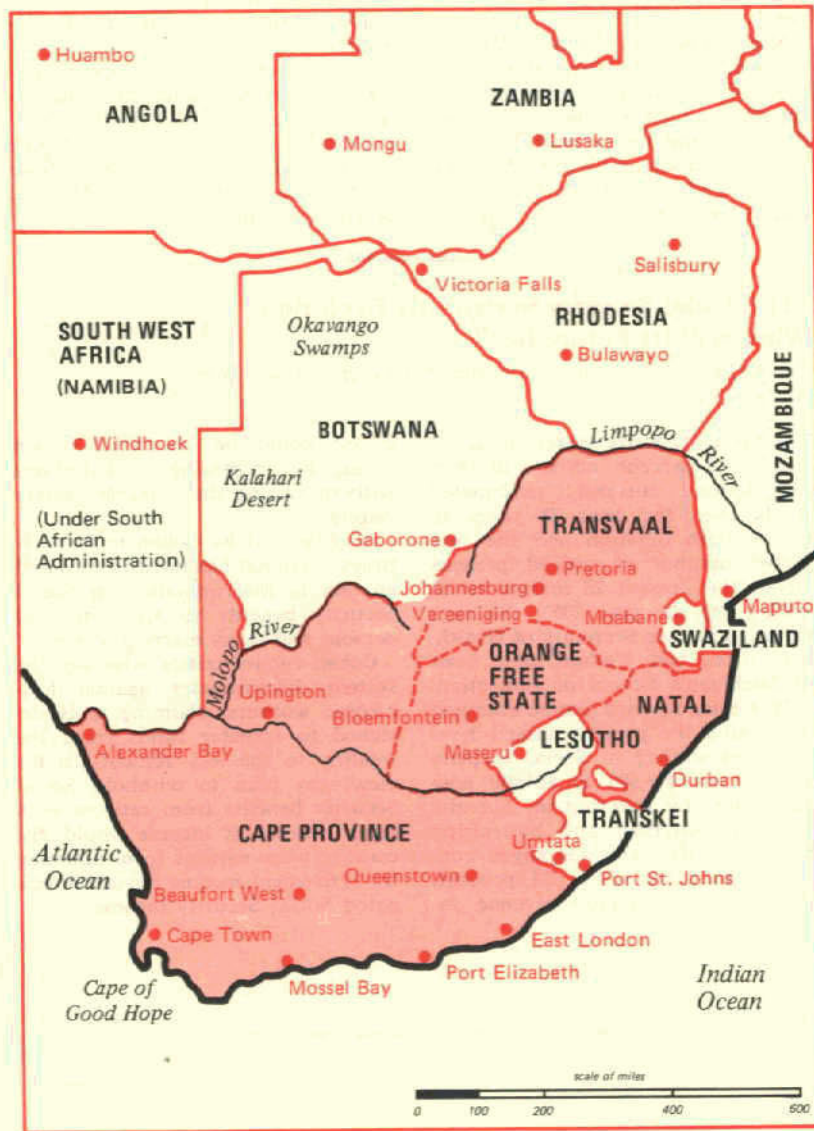 Huambo
ANGOLA
ZAMBIA
Mongu
Lusaka
Salisbury
Victoria Falls
RHODESIA
Bulawayo
SOUTH WEST
AFRICA
(NAMIBIA)
Okavango
Swamps
MOZAMBIQUE
Windhoek
BOTSWANA
Limpopo
River
Kalahari
Desert
(Under South
African
Administration)
TRANSVAAL
Gaborone
Pretoria
Johannesburg
Vereeniging
Mbabane
Maputo
SWAZILAND
Molopo
River
ORANGE
FREE
STATE
NATAL
Upington
Bloemfontein
LESOTHO
Maseru
Alexander Bay
Durban
TRANSKEI
CAPE PROVINCE
Umtata
Port St. Johns
Atlantic
Ocean
Queenstown
Beaufort West
Cape Town
East London
Port Elizabeth
Mossel Bay
Cape of
Good Hope
Indian
Ocean
scale of miles
0 100 200 400 600